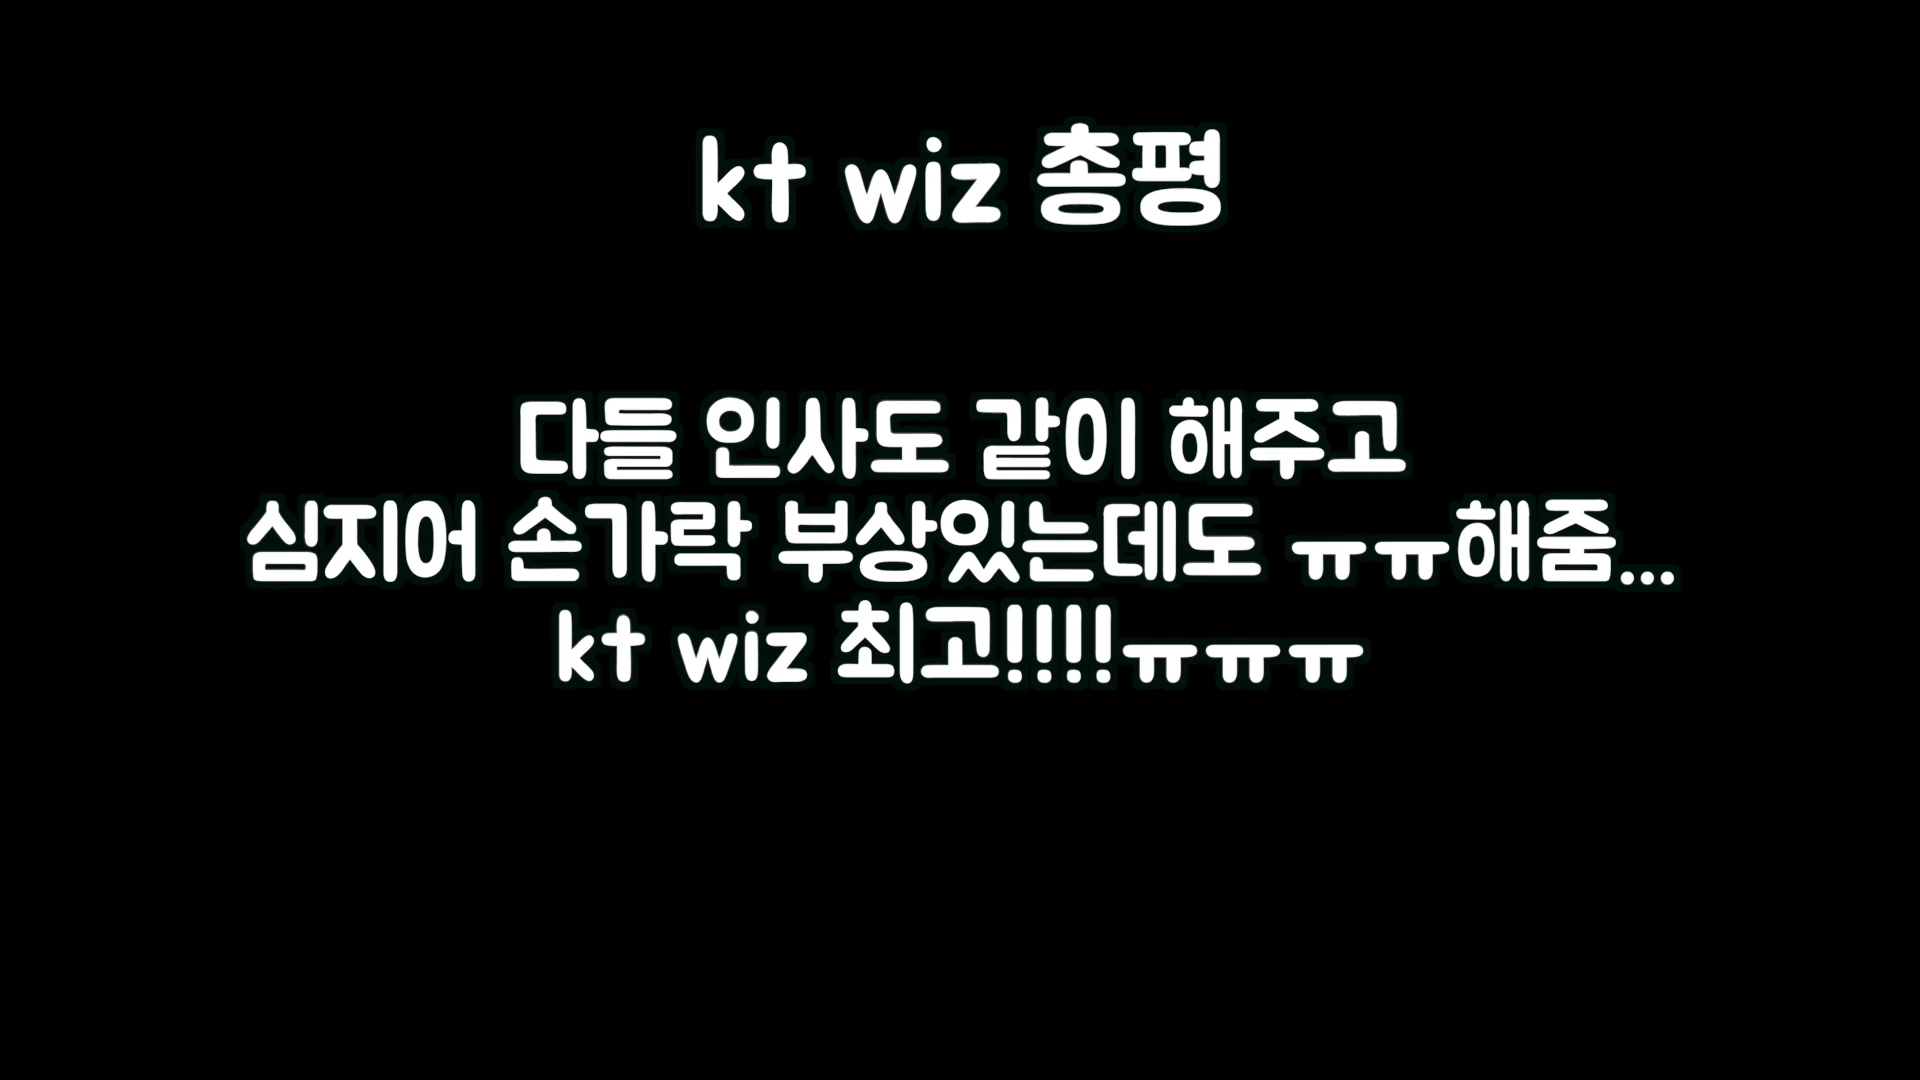 kt wiz 총평
다들 인사도 같이 해주고
심지어 손가락 부상있는데도 ㅠㅠ해줌...
kt wiz 최고!!!!ㅠㅠㅠ